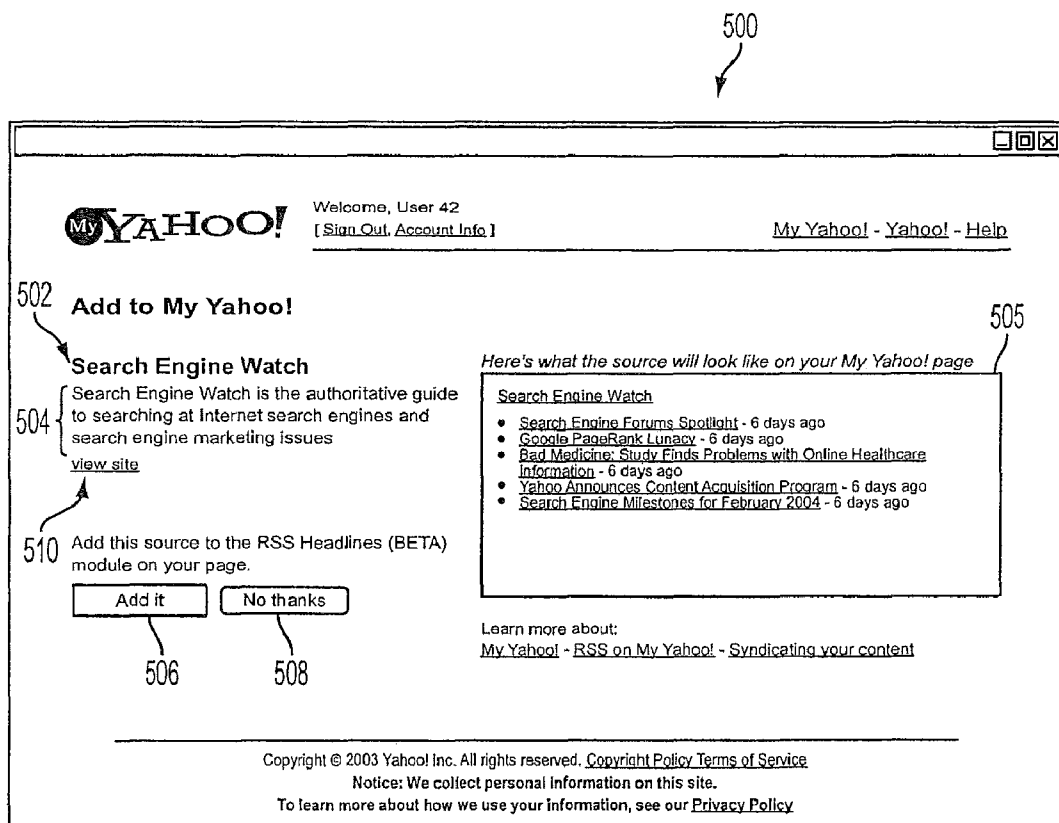 500
My YAHOO!
Welcome, User 42
[ Sign Out, Account Info ]
My Yahoo! - Yahoo! - Help
502
Add to My Yahoo!
505
Search Engine Watch
504
Search Engine Watch is the authoritative guide
to searching at Internet search engines and
search engine marketing issues
view site
510
Add this source to the RSS Headlines (BETA)
module on your page.
Add it
No thanks
506
508
Here's what the source will look like on your My Yahoo! page
Search Engine Watch
• Search Engine Forums Spotlight - 6 days ago
• Google PageRank Lunacy - 6 days ago
• Bad Medicine: Study Finds Problems with Online Healthcare
Information - 6 days ago
• Yahoo Announces Content Acquisition Program - 6 days ago
• Search Engine Milestones for February 2004 - 6 days ago
Learn more about:
My Yahoo! - RSS on My Yahoo! - Syndicating your content
Copyright © 2003 Yahoo! Inc. All rights reserved. Copyright Policy Terms of Service
Notice: We collect personal information on this site.
To learn more about how we use your information, see our Privacy Policy